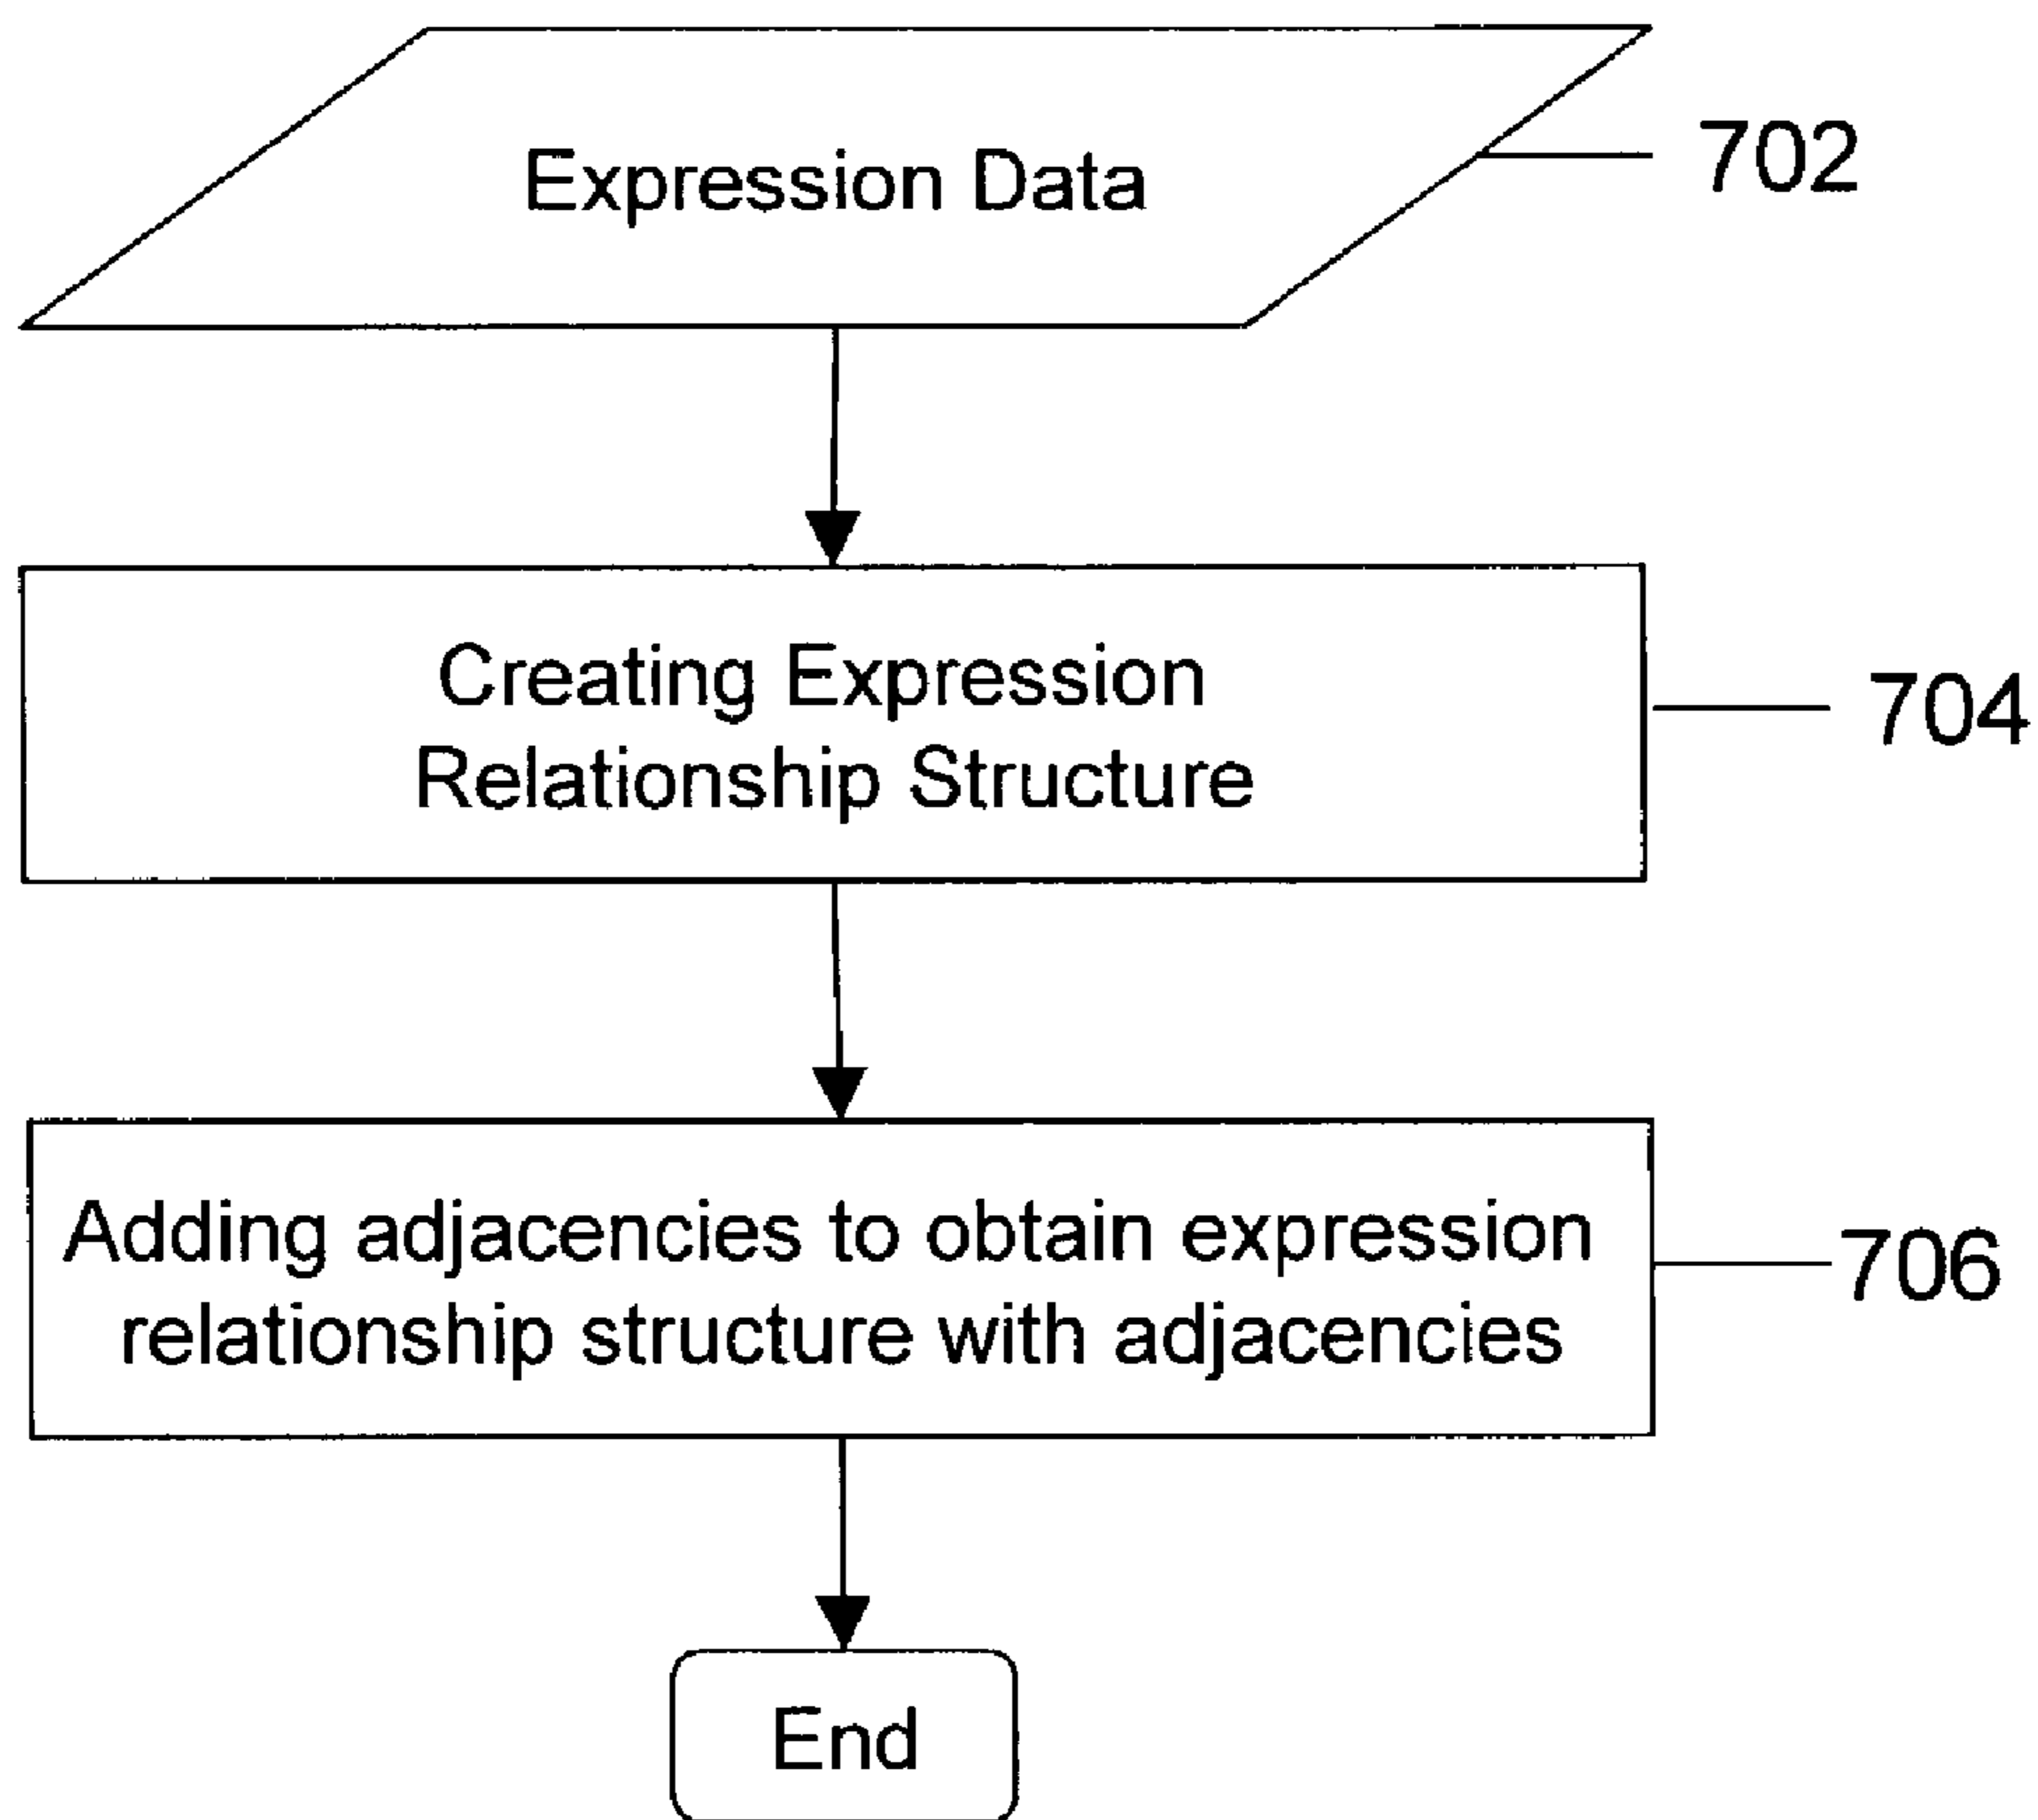 Expression Data
702
Creating Expression
Relationship Structure
704
Adding adjacencies to obtain expression
relationship structure with adjacencies
706
End